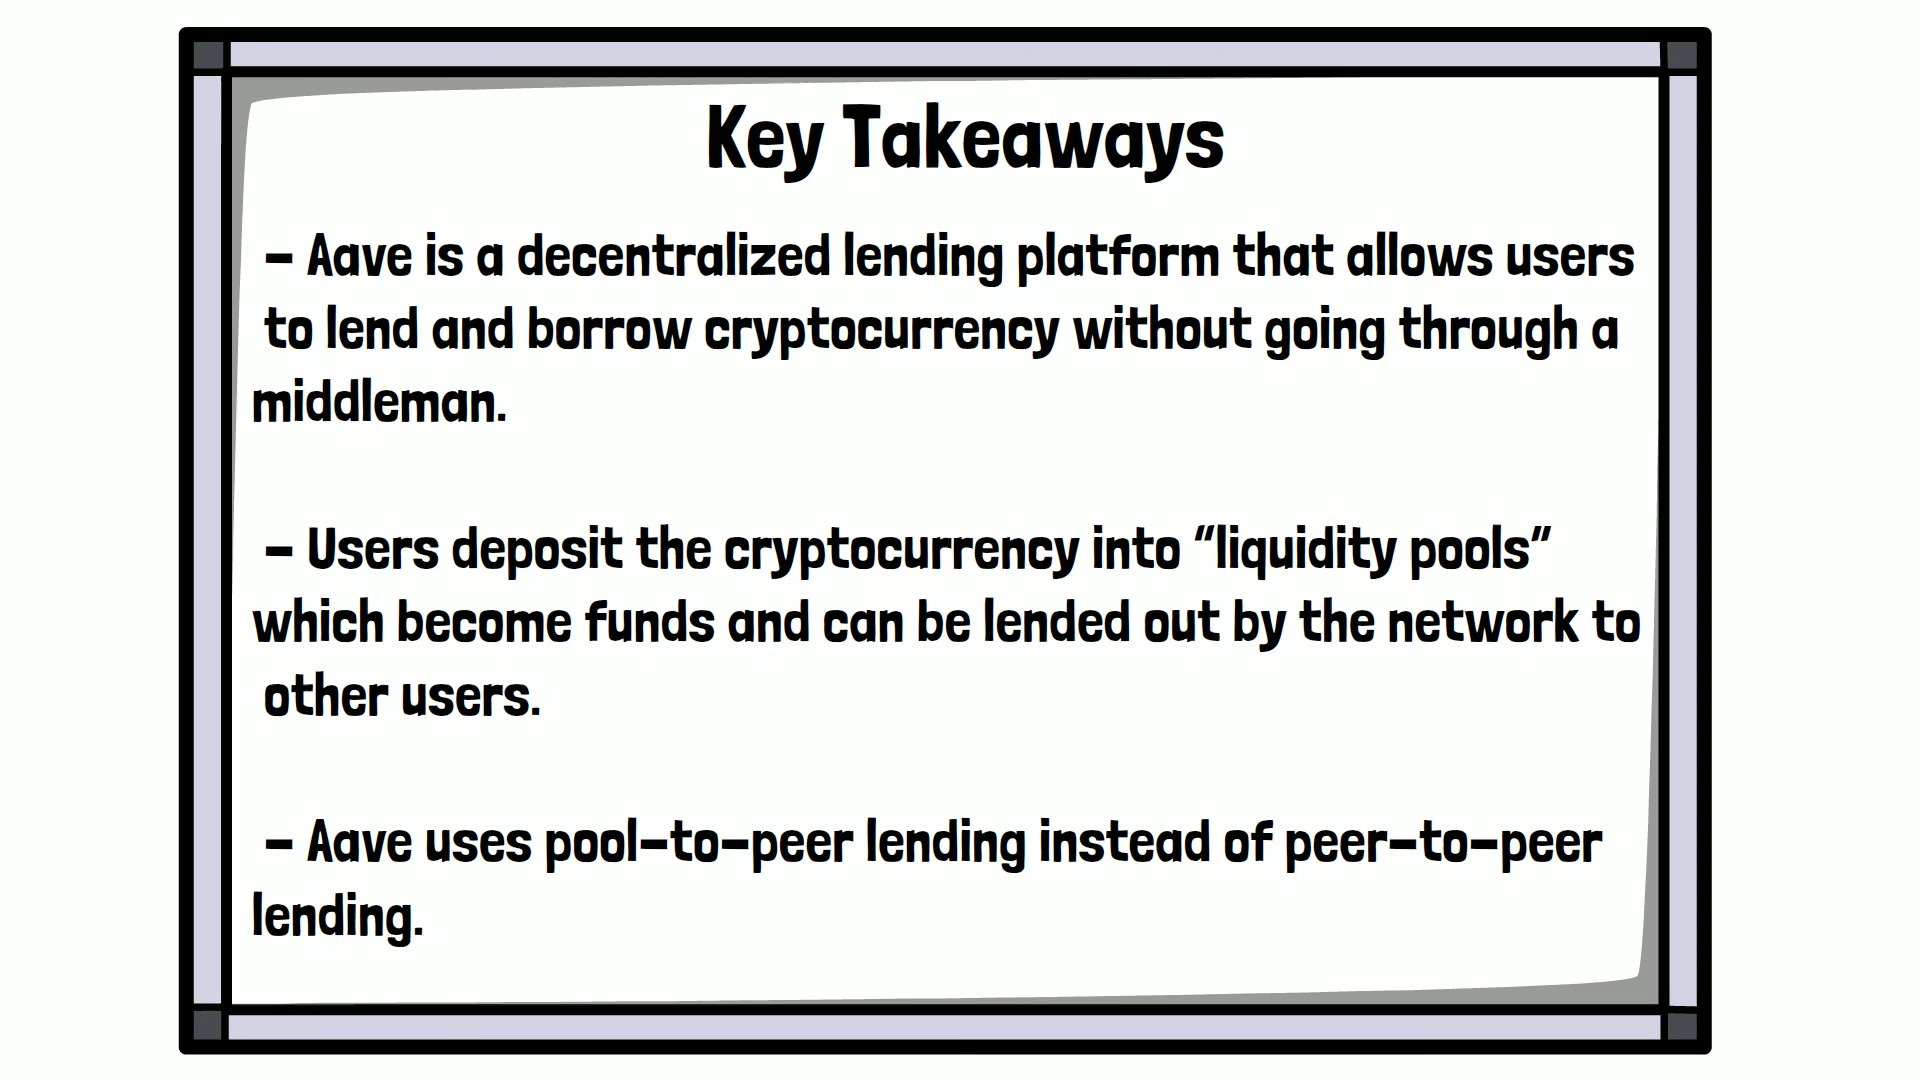 Key Takeaways
– Aave is a decentralized lending platform that allows users
to lend and borrow cryptocurrency without going through a
middleman.
– Users deposit the cryptocurrency into “liquidity pools”
which become funds and can be lended out by the network to
other users.
– Aave uses pool–to–peer lending instead of peer–to–peer
lending.